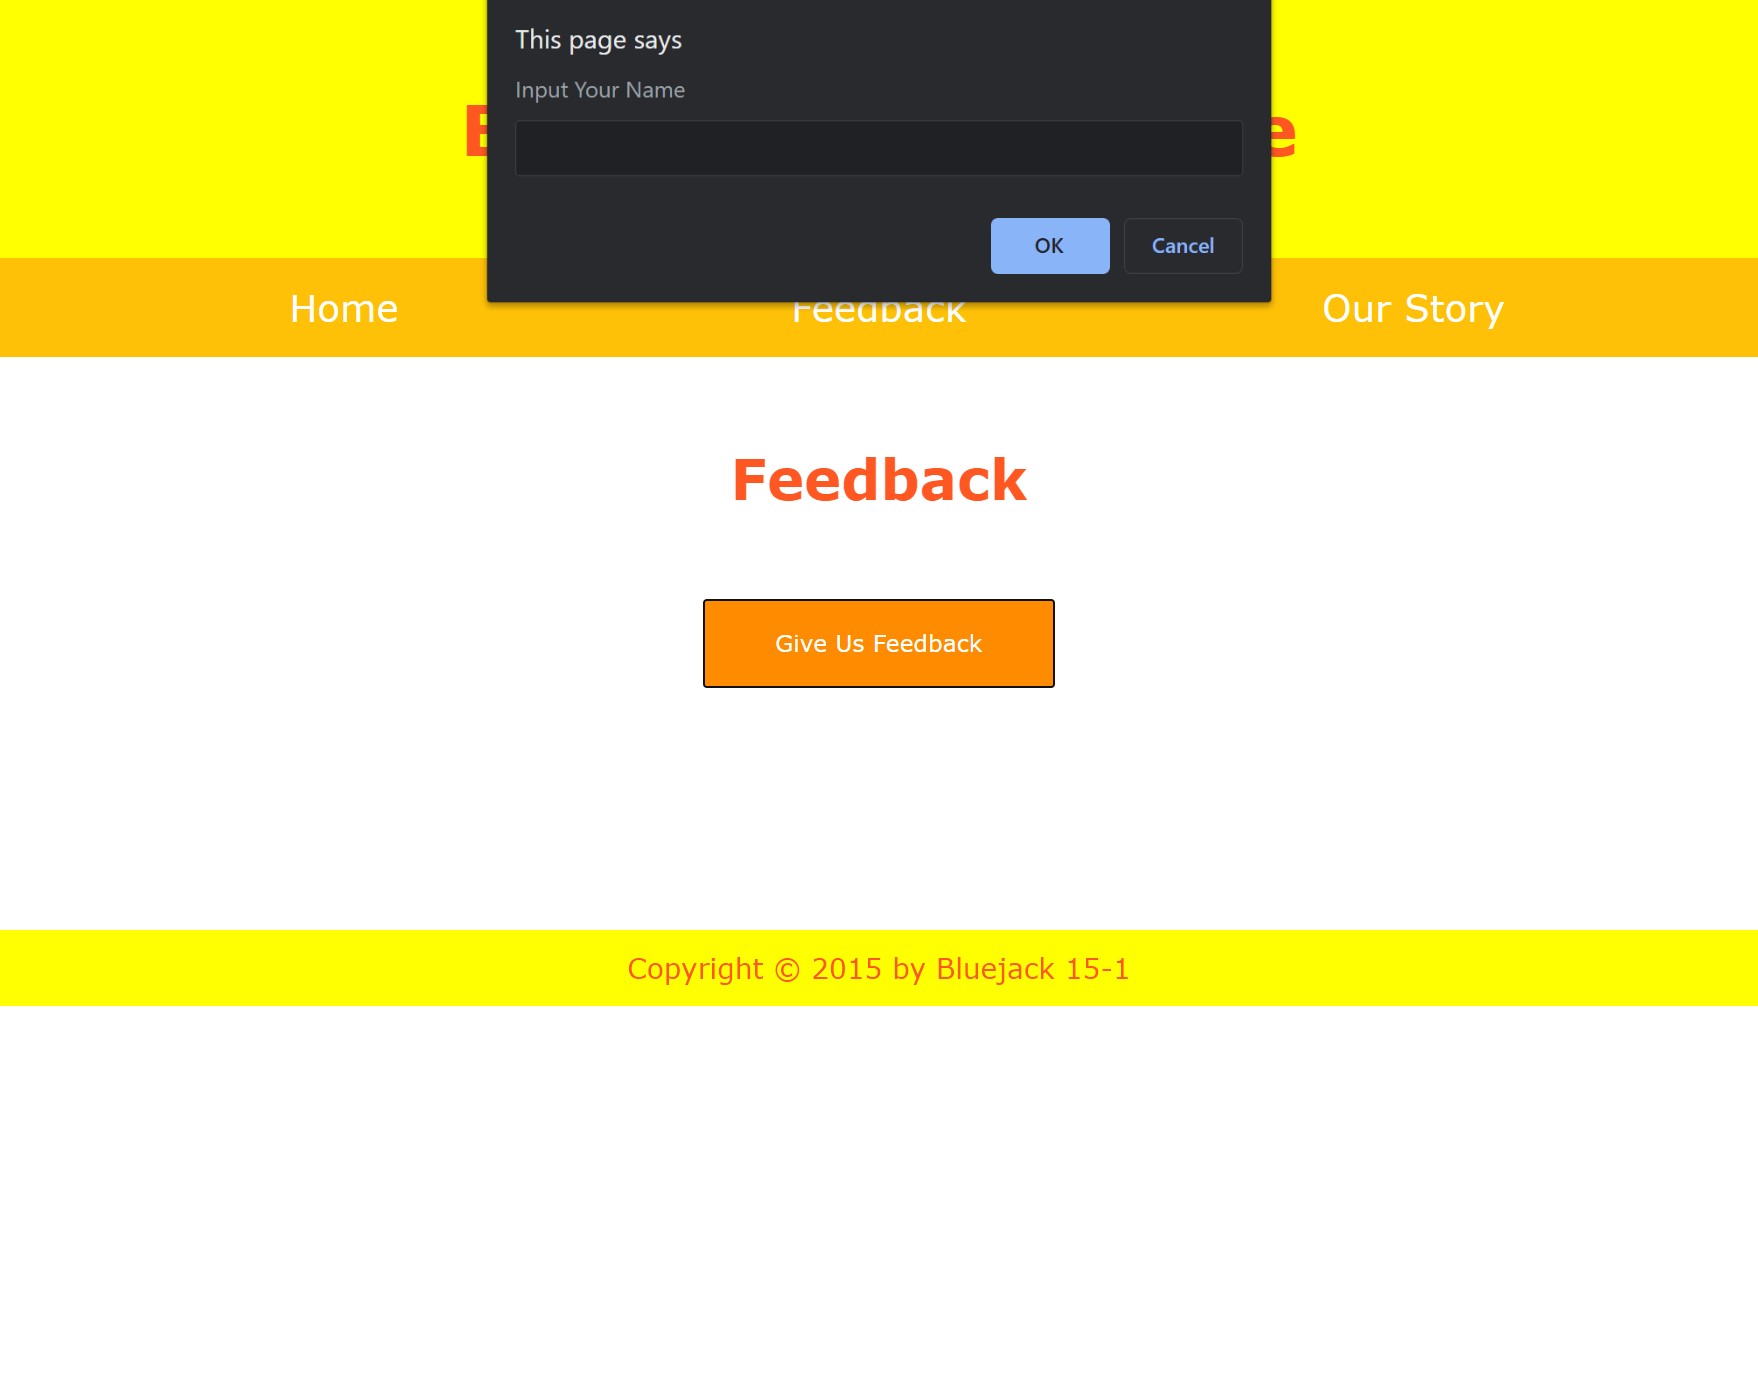 This page says
Input Your Name
OK Cancel
Home Feedback Our Story
Feedback
Give Us Feedback
Copyright © 2015 by Bluejack 15-1